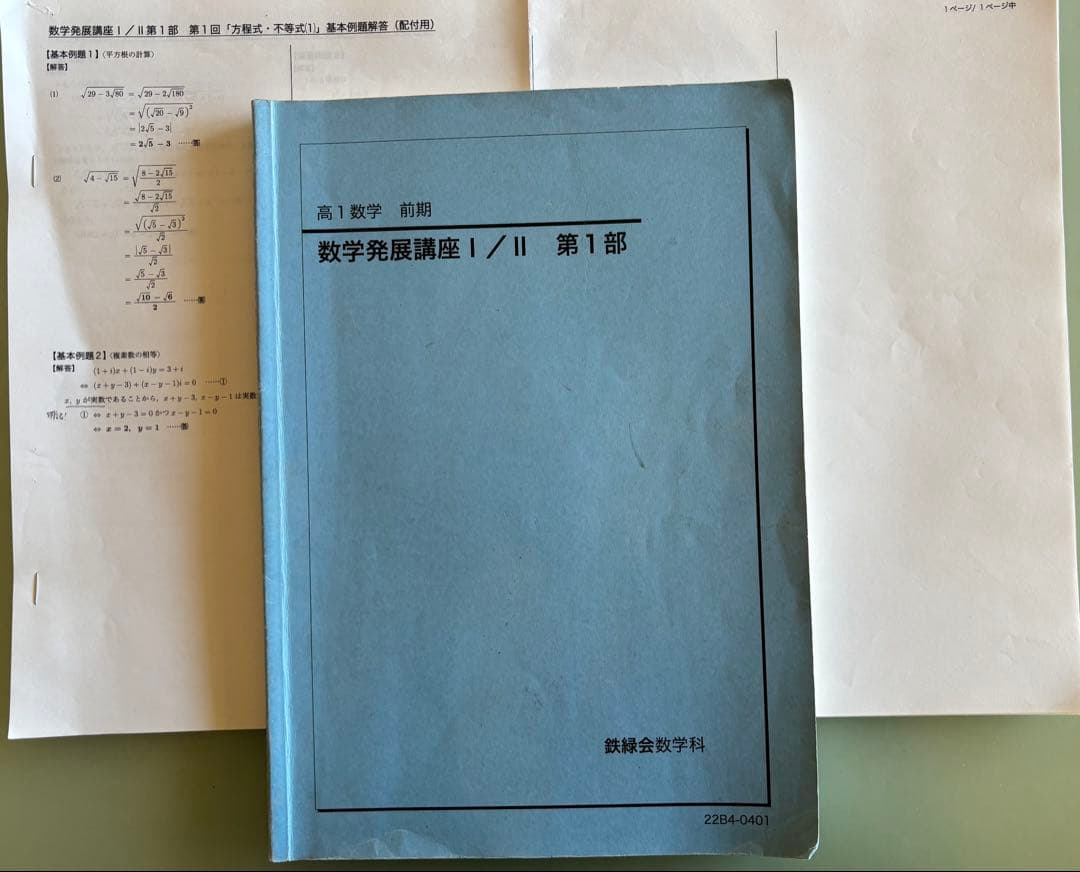 数学発展講座Ⅰ／Ⅱ第1部　第1回「方程式・不等式(1)」基本例題解答（配付用）
1ページ/1ページ中
【基本例題1】〈平方根の計算〉
【解答】
(1) √(29－3√80) ＝ √(29－2√180)
＝ √((√20－√9)²)
＝ |2√5－3|
＝ 2√5－3 ……答
(2) √(4－√15) ＝ √((8－2√15)/2)
＝ √(8－2√15)/√2
＝ √((√5－√3)²)/√2
＝ |√5－√3|/√2
＝ (√5－√3)/√2
＝ (√10－√6)/2 ……答
【基本例題2】〈複素数の相等〉
【解答】 (1+i)x+(1−i)y=3+i
⇔ (x+y−3)+(x−y−1)i=0 ……①
x, y が実数であることから，x+y−3, x−y−1は実数
明記! ① ⇔ x+y−3=0かつx−y−1=0
⇔ x=2, y=1 ……答
高1数学　前期
数学発展講座Ⅰ／Ⅱ　第1部
鉄緑会数学科
22B4-0401